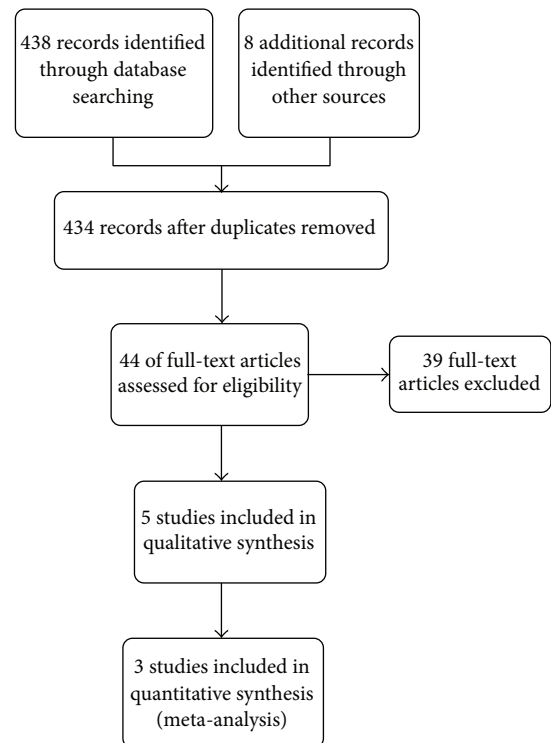 438 records identified
through database
searching
8 additional records
identified through
other sources
434 records after duplicates removed
44 of full-text articles
assessed for eligibility
39 full-text
articles excluded
5 studies included in
qualitative synthesis
3 studies included in
quantitative synthesis
(meta-analysis)